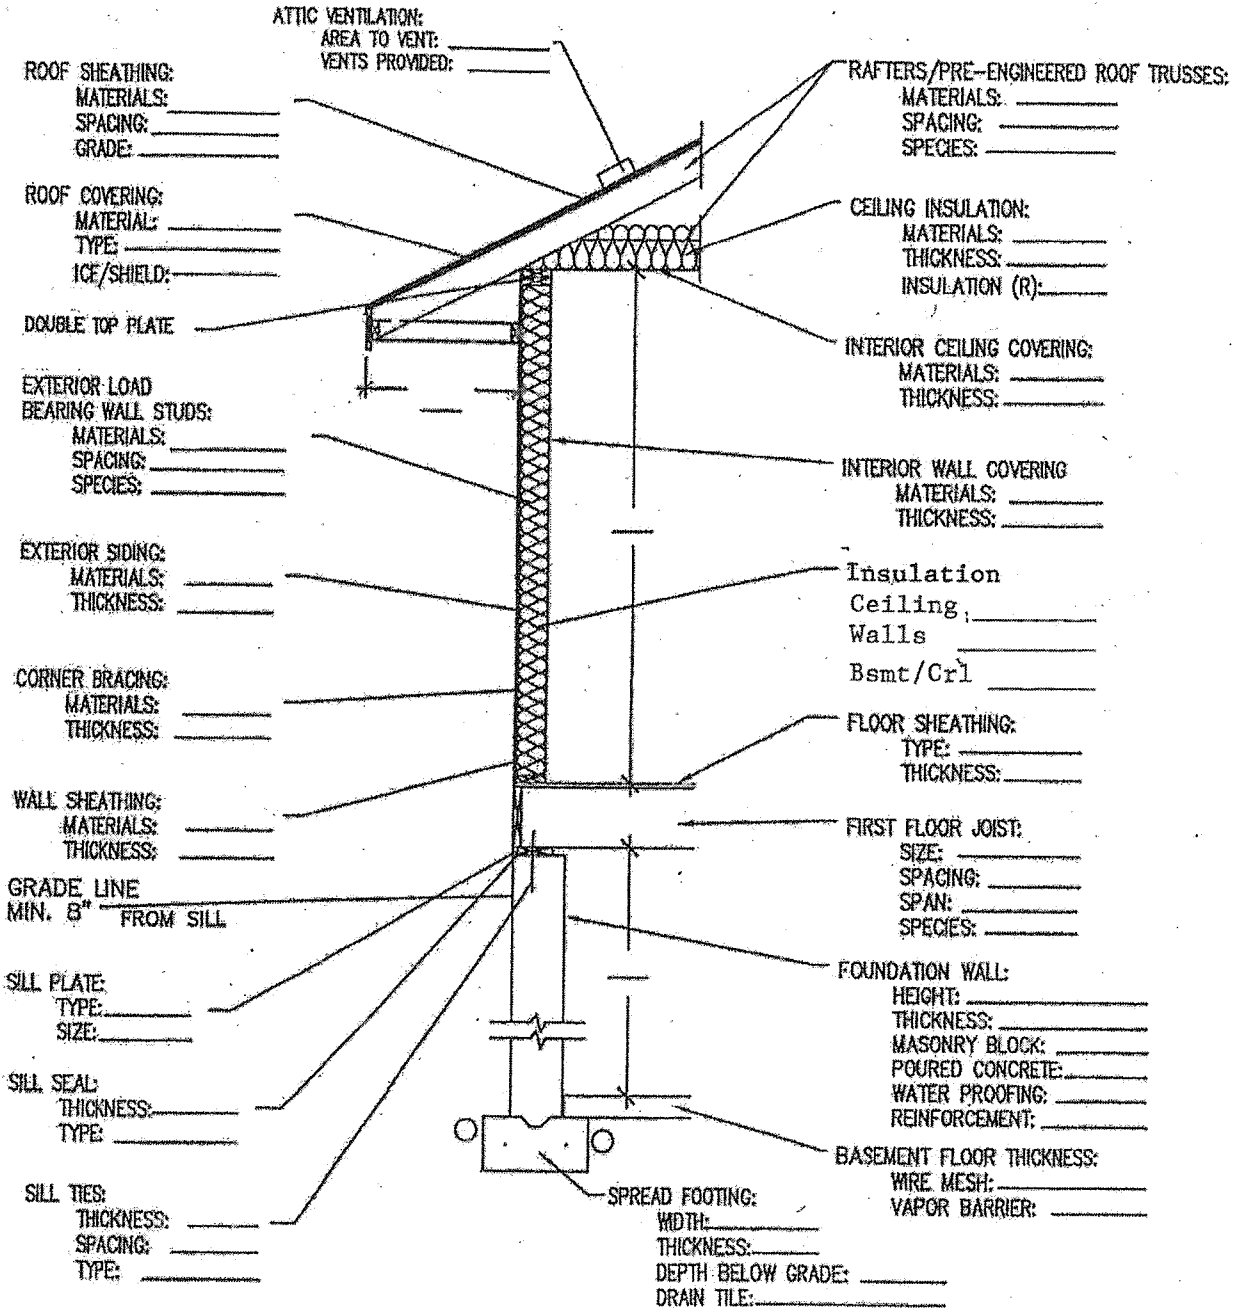 ATTIC VENTILATION:
AREA TO VENT:
VENTS PROVIDED:
ROOF SHEATHING:
MATERIALS:
SPACING:
GRADE:
ROOF COVERING:
MATERIAL:
TYPE:
ICE/SHIELD:
DOUBLE TOP PLATE
EXTERIOR LOAD
BEARING WALL STUDS:
MATERIALS:
SPACING:
SPECIES:
EXTERIOR SIDING:
MATERIALS:
THICKNESS:
CORNER BRACING:
MATERIALS:
THICKNESS:
WALL SHEATHING:
MATERIALS:
THICKNESS:
GRADE LINE
MIN. 8" FROM SILL
SILL PLATE:
TYPE:
SIZE:
SILL SEAL:
THICKNESS:
TYPE:
SILL TIES:
THICKNESS:
SPACING:
TYPE:
RAFTERS/PRE-ENGINEERED ROOF TRUSSES:
MATERIALS:
SPACING:
SPECIES:
CEILING INSULATION:
MATERIALS:
THICKNESS:
INSULATION (R):
INTERIOR CEILING COVERING:
MATERIALS:
THICKNESS:
INTERIOR WALL COVERING
MATERIALS:
THICKNESS:
Insulation
Ceiling
Walls
Bsmt/Crl
FLOOR SHEATHING:
TYPE:
THICKNESS:
FIRST FLOOR JOIST:
SIZE:
SPACING:
SPAN:
SPECIES:
FOUNDATION WALL:
HEIGHT:
THICKNESS:
MASONRY BLOCK:
POURED CONCRETE:
WATER PROOFING:
REINFORCEMENT:
BASEMENT FLOOR THICKNESS:
WIRE MESH:
VAPOR BARRIER:
SPREAD FOOTING:
WIDTH:
THICKNESS:
DEPTH BELOW GRADE:
DRAIN TILE: